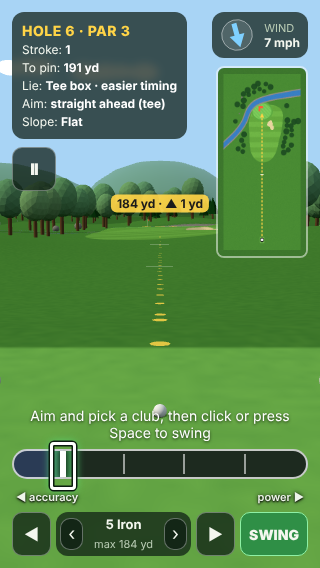 HOLE 6 · PAR 3
Stroke: 1
To pin: 191 yd
Lie: Tee box · easier timing
Aim: straight ahead (tee)
Slope: Flat
WIND
7 mph
184 yd · ▲ 1 yd
Aim and pick a club, then click or press
Space to swing
◀ accuracy
power ▶
◀
‹
5 Iron
max 184 yd
›
▶
SWING